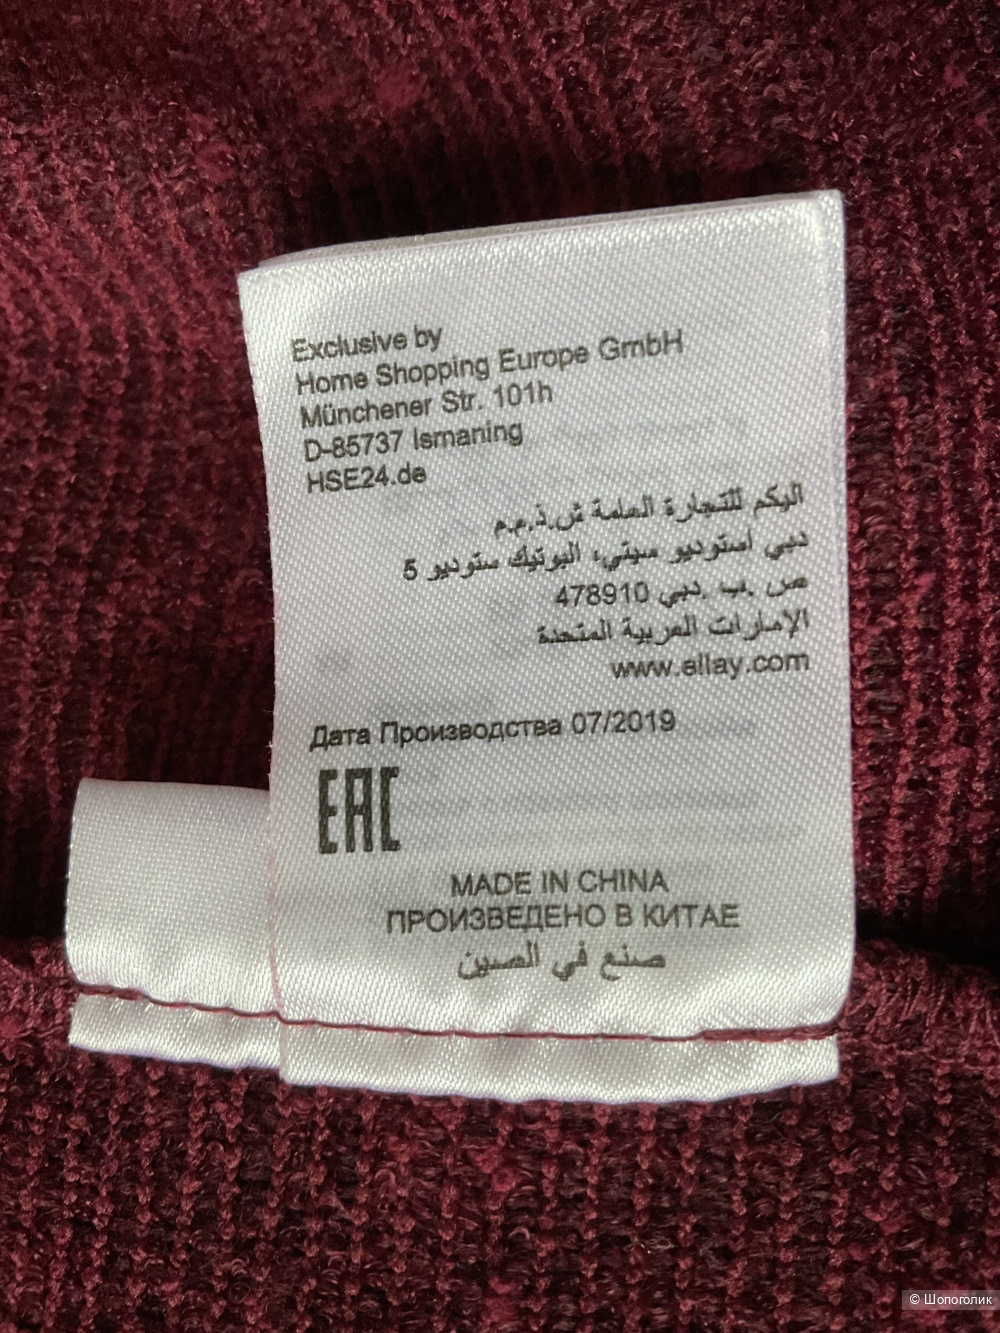 Exclusive by
Home Shopping Europe GmbH
Münchener Str. 101h
D-85737 Ismaning
HSE24.de
اليكم للتجارة العامة ش.ذ.م.م
دبي استوديو سيتي، البوتيك ستوديو 5
ص .ب .دبي 478910
الإمارات العربية المتحدة
www.ellay.com
Дата Производства 07/2019
EAC
MADE IN CHINA
ПРОИЗВЕДЕНО В КИТАЕ
صنع في الصين
© Шопоголик